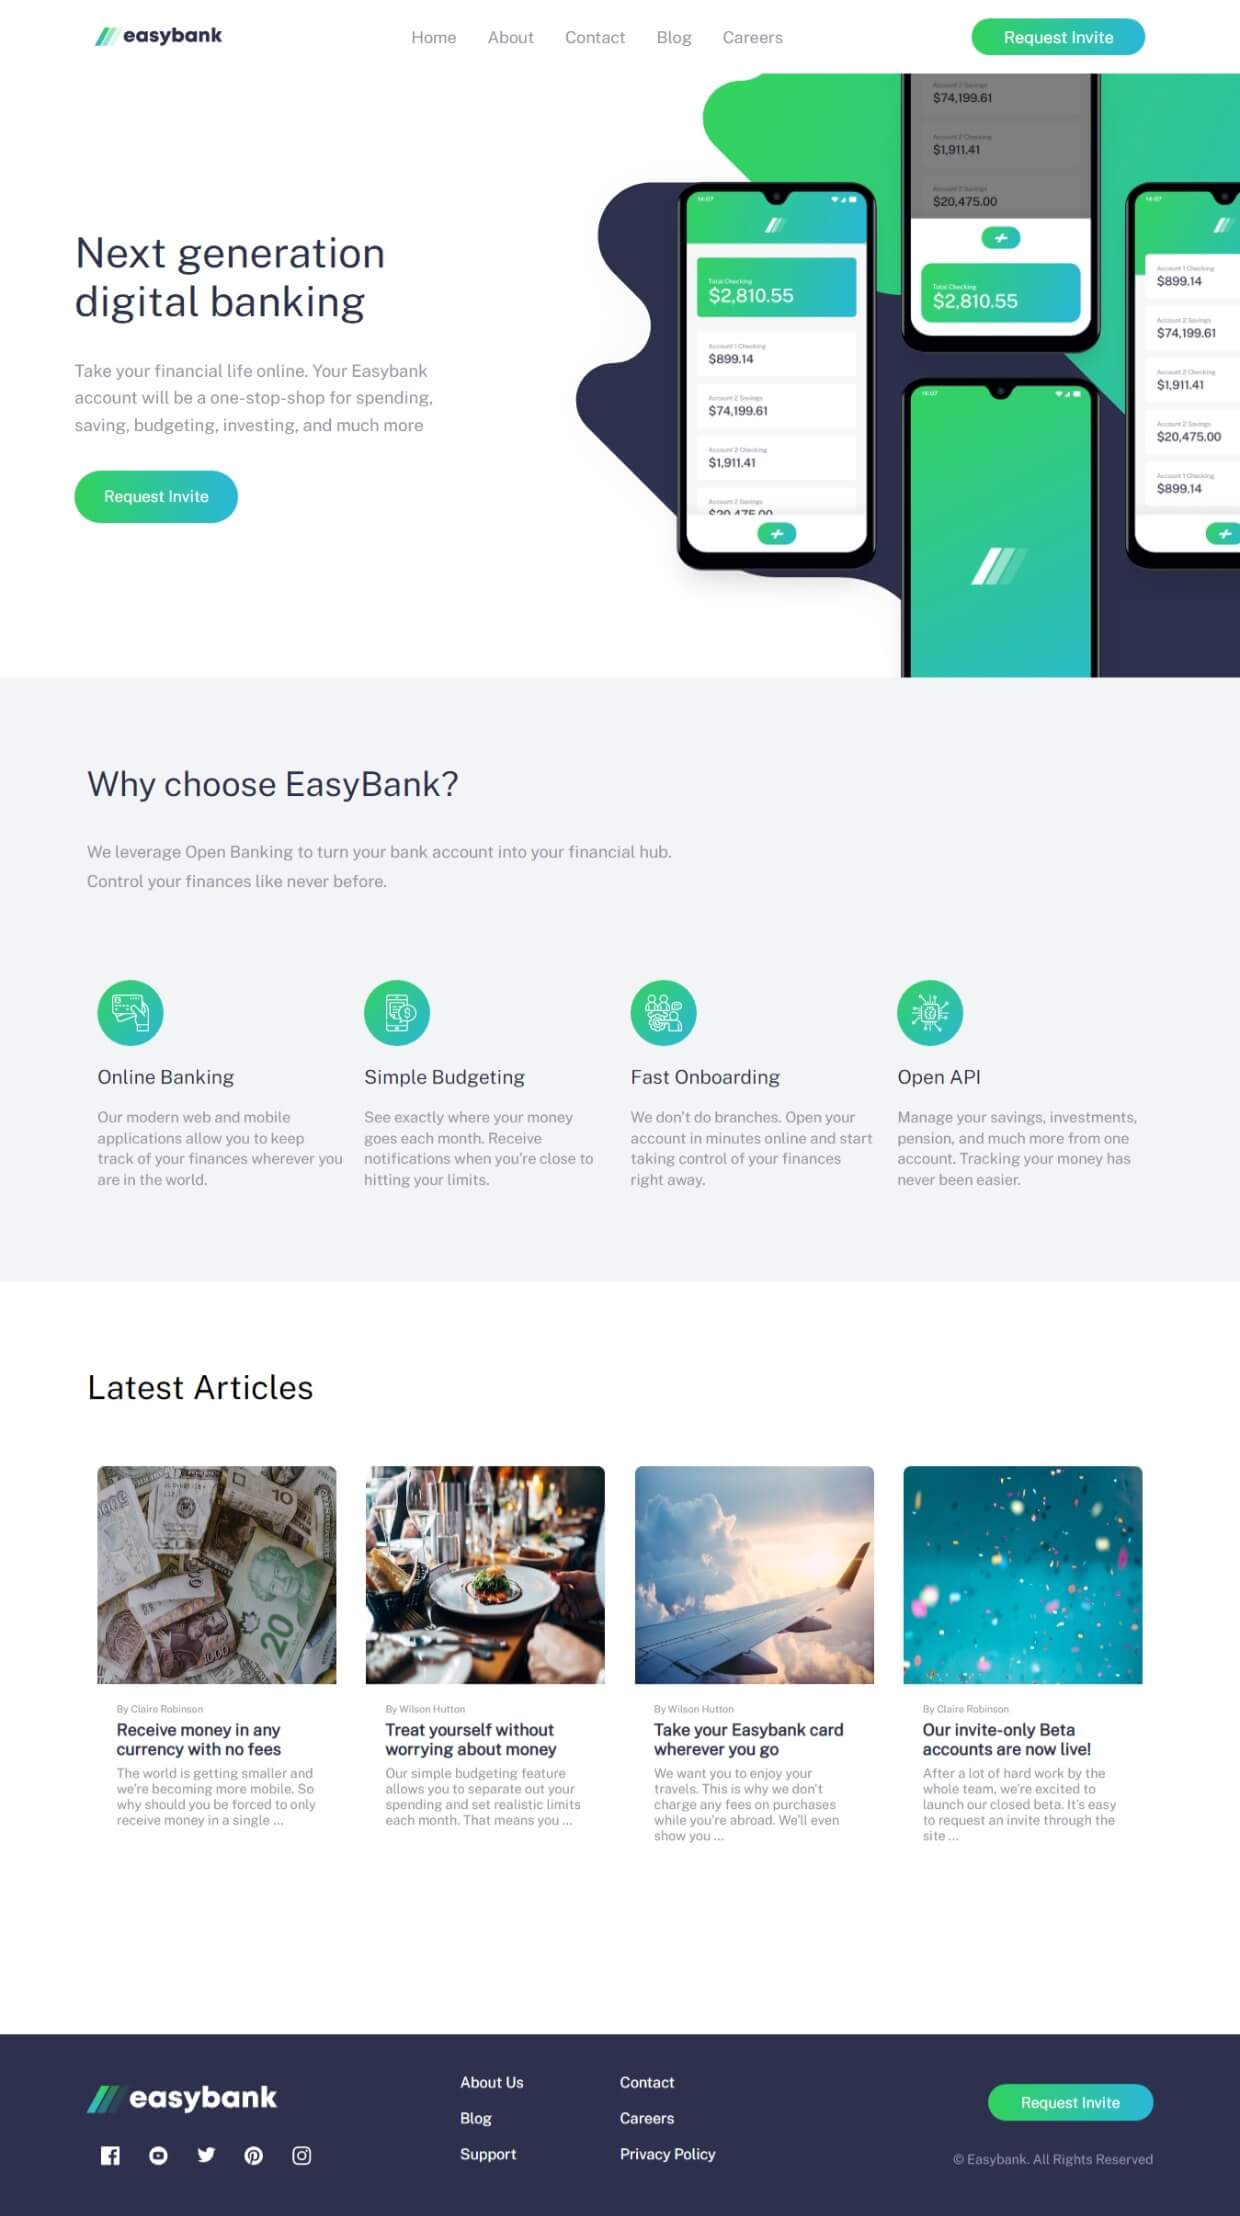 easybank
Home About Contact Blog Careers
Request Invite
Next generation
digital banking
Take your financial life online. Your Easybank
account will be a one-stop-shop for spending,
saving, budgeting, investing, and much more
Request Invite
14:07
Total Checking
$2,810.55
Account 1 Checking
$899.14
Account 2 Savings
$74,199.61
Account 2 Checking
$1,911.41
Account 2 Savings
$20,475.00
Account 2 Savings
$74,199.61
Account 2 Checking
$1,911.41
Account 2 Savings
$20,475.00
Total Checking
$2,810.55
14:07
14:07
Account 1 Checking
$899.14
Account 2 Savings
$74,199.61
Account 2 Checking
$1,911.41
Account 2 Savings
$20,475.00
Account 1 Checking
$899.14
Why choose EasyBank?
We leverage Open Banking to turn your bank account into your financial hub.
Control your finances like never before.
Online Banking
Our modern web and mobile
applications allow you to keep
track of your finances wherever you
are in the world.
Simple Budgeting
See exactly where your money
goes each month. Receive
notifications when you're close to
hitting your limits.
Fast Onboarding
We don't do branches. Open your
account in minutes online and start
taking control of your finances
right away.
Open API
Manage your savings, investments,
pension, and much more from one
account. Tracking your money has
never been easier.
Latest Articles
10
20
1000
By Claire Robinson
Receive money in any
currency with no fees
The world is getting smaller and
we're becoming more mobile. So
why should you be forced to only
receive money in a single ...
By Wilson Hutton
Treat yourself without
worrying about money
Our simple budgeting feature
allows you to separate out your
spending and set realistic limits
each month. That means you ...
By Wilson Hutton
Take your Easybank card
wherever you go
We want you to enjoy your
travels. This is why we don't
charge any fees on purchases
while you're abroad. We'll even
show you ...
By Claire Robinson
Our invite-only Beta
accounts are now live!
After a lot of hard work by the
whole team, we're excited to
launch our closed beta. It's easy
to request an invite through the
site ...
easybank
About Us
Blog
Support
Contact
Careers
Privacy Policy
Request Invite
© Easybank. All Rights Reserved